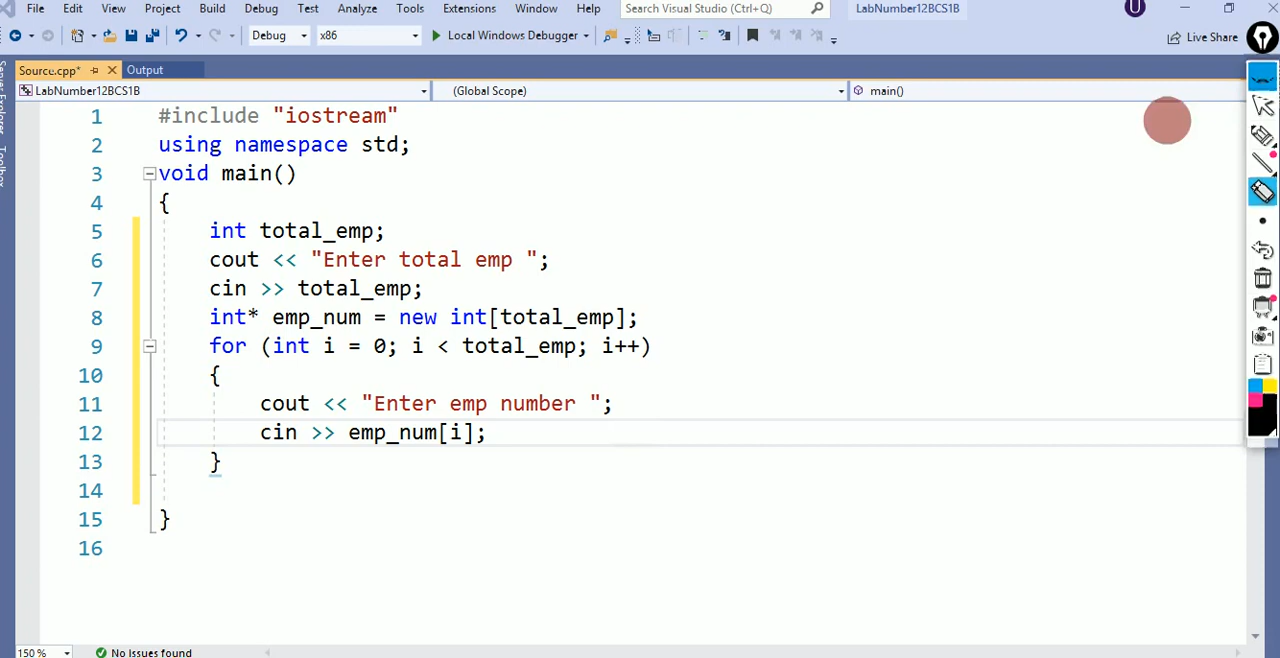 File Edit View Project Build Debug Test Analyze Tools Extensions Window Help Search Visual Studio (Ctrl+Q) LabNumber12BCS1B U
Debug x86 Local Windows Debugger Live Share
Source.cpp* Output
LabNumber12BCS1B (Global Scope) main()
Server Explorer Toolbox
1 #include "iostream"
2 using namespace std;
3 void main()
4 {
5 int total_emp;
6 cout << "Enter total emp ";
7 cin >> total_emp;
8 int* emp_num = new int[total_emp];
9 for (int i = 0; i < total_emp; i++)
10 {
11 cout << "Enter emp number ";
12 cin >> emp_num[i];
13 }
14
15 }
16
150 % No issues found